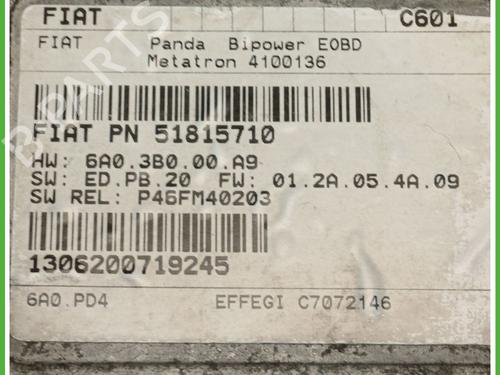 FIAT C601
FIAT Panda Bipower EOBD
Metatron 4100136
FIAT PN 51815710
HW: 6A0.3B0.00.A9
SW: ED.PB.20 FW: 01.2A.05.4A.09
SW REL: P46FM40203
1306200719245
6A0.PD4 EFFEGI C7072146
B PARTS